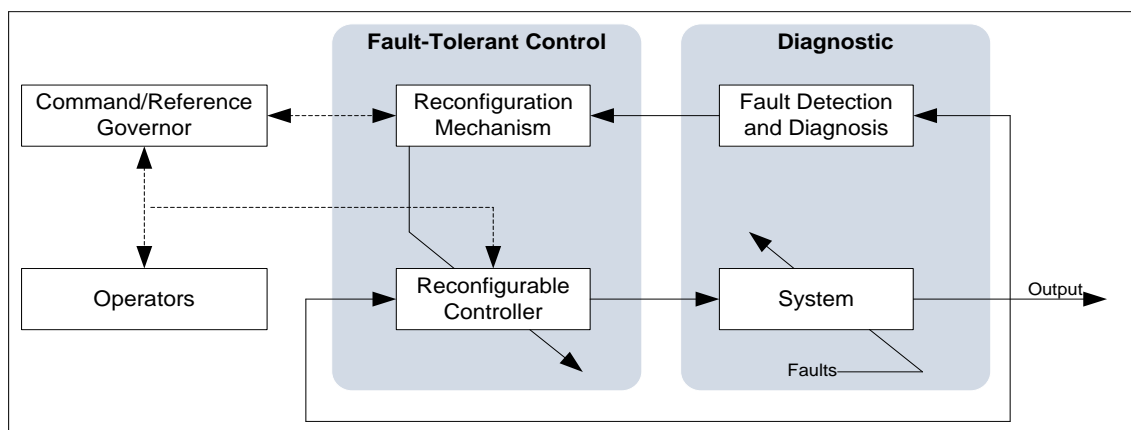 Fault-Tolerant Control
Diagnostic
Command/Reference
Governor
Reconfiguration
Mechanism
Fault Detection
and Diagnosis
Operators
Reconfigurable
Controller
System
Output
Faults